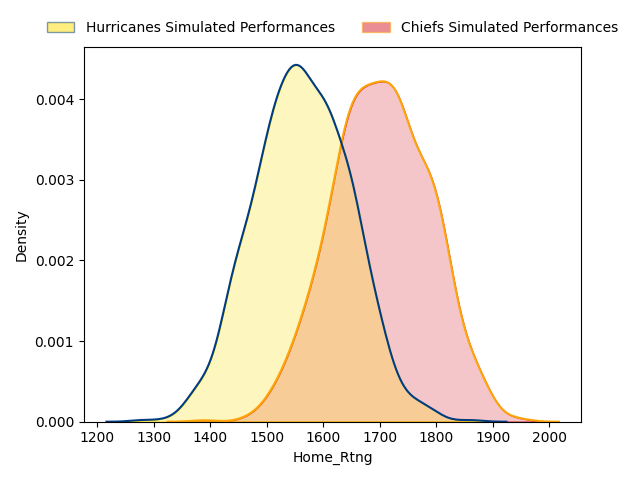 Hurricanes Simulated Performances Chiefs Simulated Performances
0.004
0.003
0.002
0.001
0.000
Density
1200 1300 1400 1500 1600 1700 1800 1900 2000
Home_Rtng